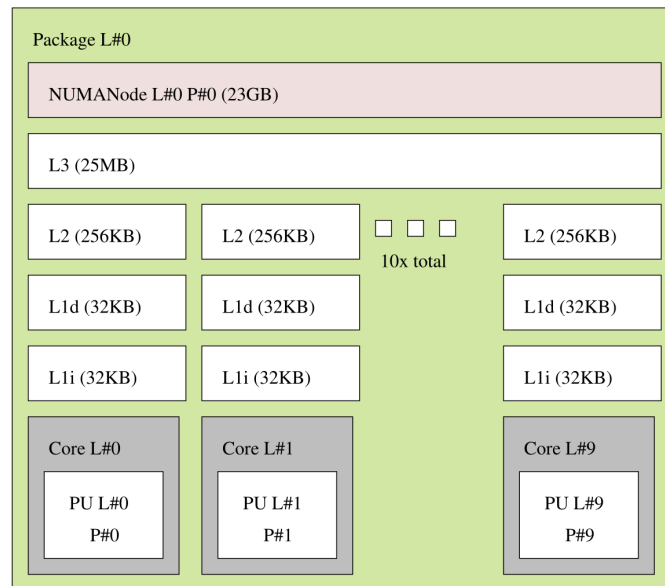 Package L#0
NUMANode L#0 P#0 (23GB)
L3 (25MB)
L2 (256KB) L2 (256KB) L2 (256KB)
10x total
L1d (32KB) L1d (32KB) L1d (32KB)
L1i (32KB) L1i (32KB) L1i (32KB)
Core L#0 Core L#1 Core L#9
PU L#0 PU L#1 PU L#9
P#0 P#1 P#9